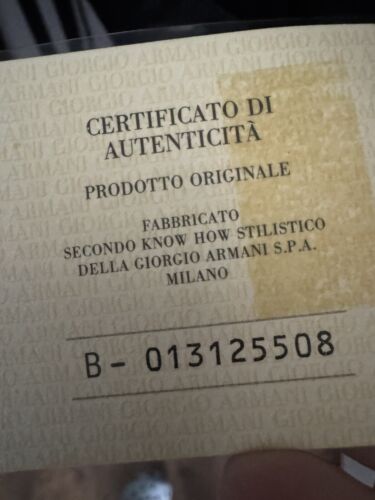 CERTIFICATO DI
AUTENTICITÀ
PRODOTTO ORIGINALE
FABBRICATO
SECONDO KNOW HOW STILISTICO
DELLA GIORGIO ARMANI S.P.A.
MILANO
B- 013125508